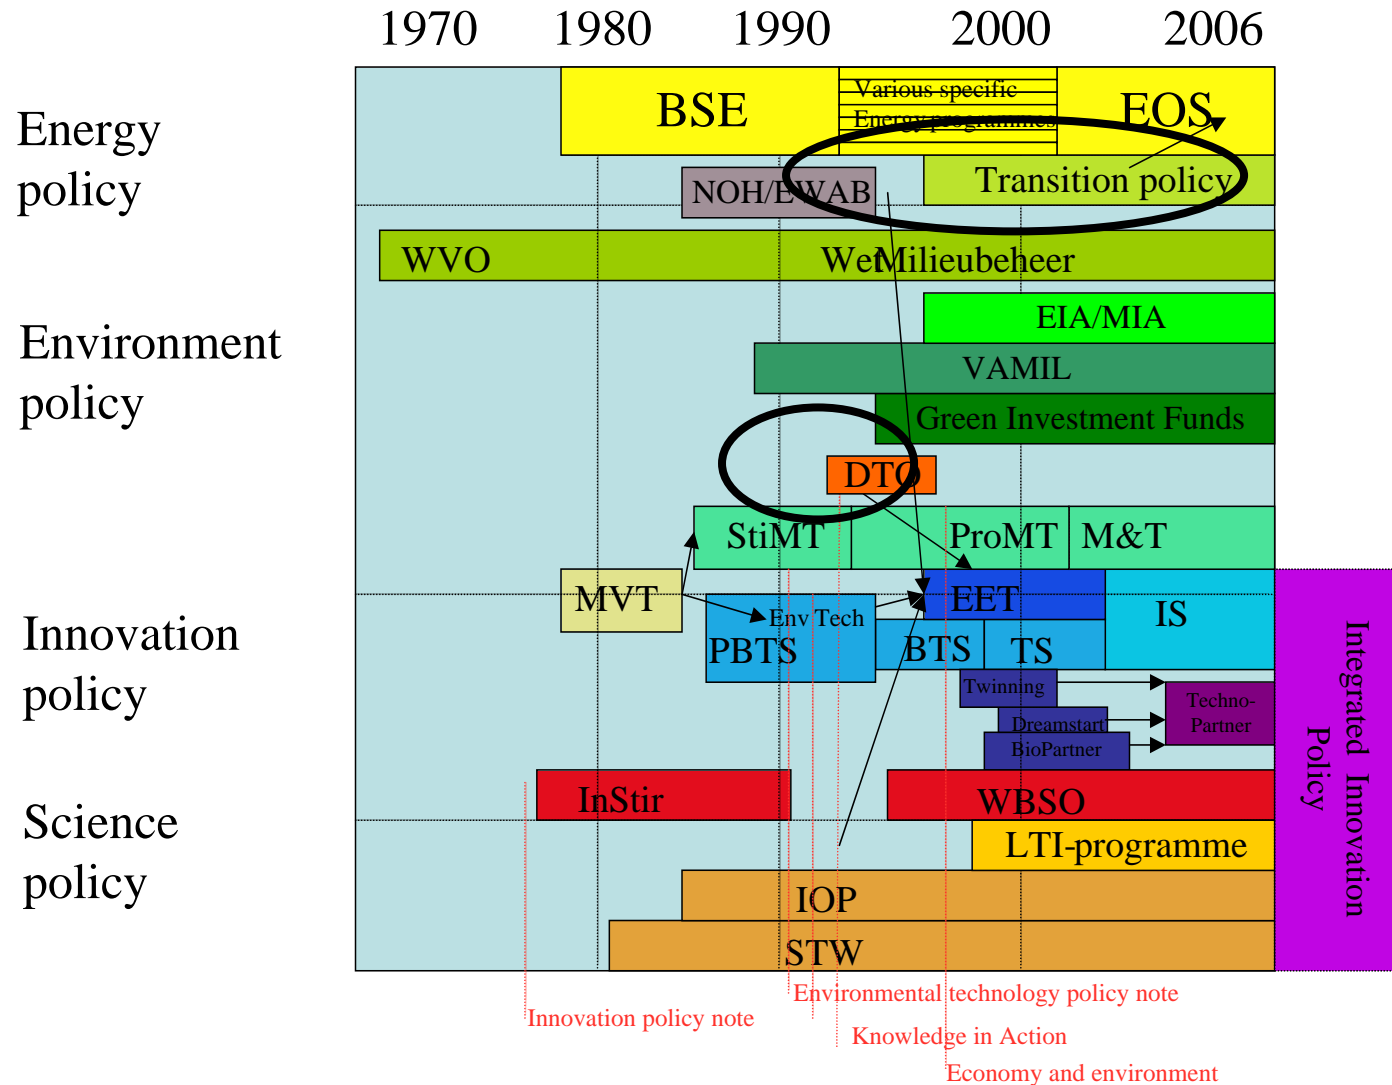 1970 1980 1990 2000 2006
Energy
policy
BSE
Various specific
Energy programmes
EOS
Transition policy
NOH/EWAB
WVO
Wet Milieubeheer
Environment
policy
EIA/MIA
VAMIL
Green Investment Funds
DTO
StiMT
ProMT
M&T
Innovation
policy
MVT
Env Tech
PBTS
EET
BTS
TS
IS
Twinning
Dreamstart
BioPartner
Techno-
Partner
Integrated Innovation
Policy
Science
policy
InStir
WBSO
LTI-programme
IOP
STW
Environmental technology policy note
Innovation policy note
Knowledge in Action
Economy and environment